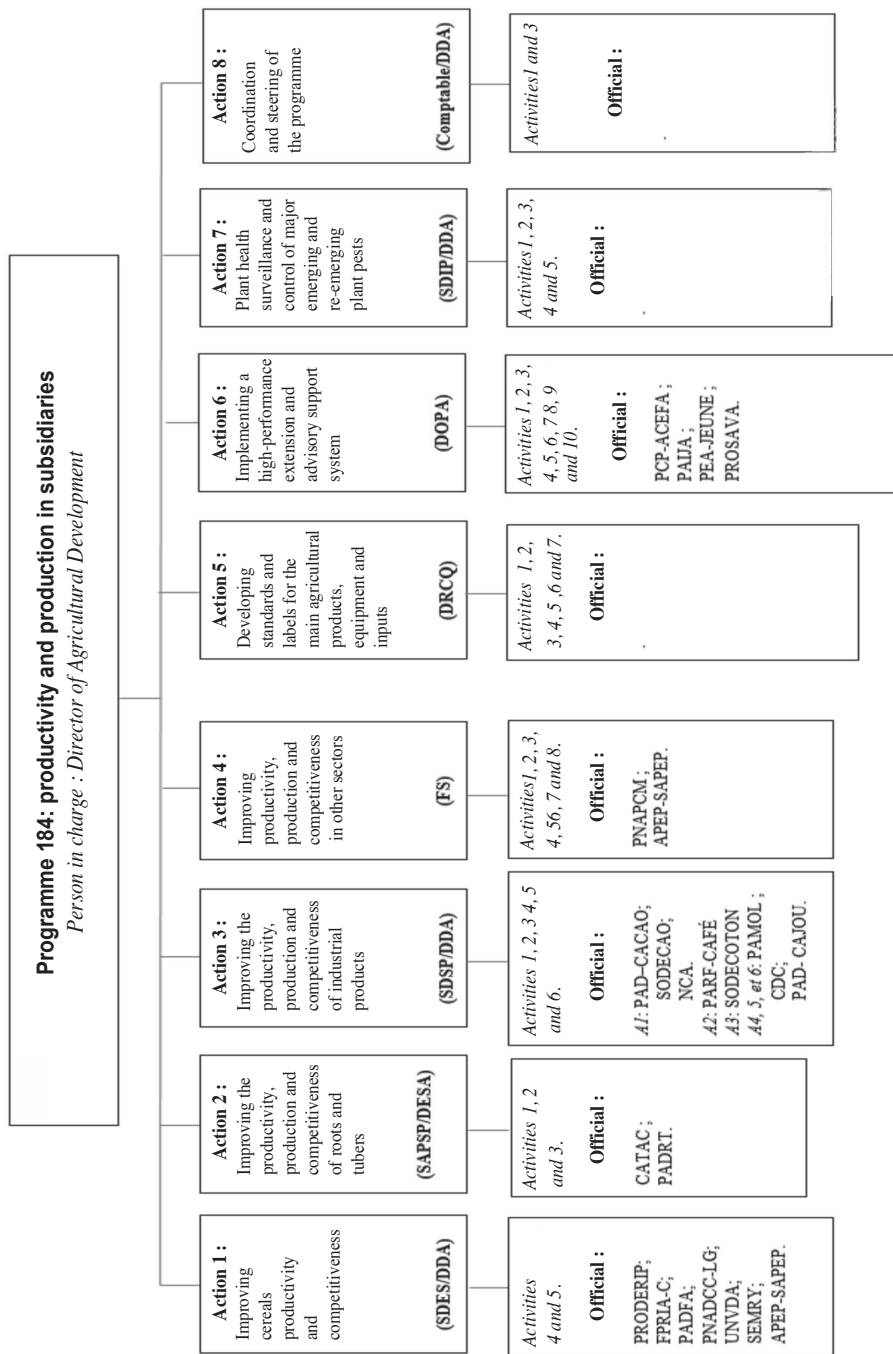 Programme 184: productivity and production in subsidiaries
Person in charge : Director of Agricultural Development
Action 1 :
Improving
cereals
productivity
and
competitiveness
(SDES/DDA)
Activities
4 and 5.
Official :
PRODERIP;
FPRIA-C;
PADFA;
PNADCC-LG;
UNVDA;
SEMRY;
APEP-SAPEP.
Action 2 :
Improving the
productivity,
production and
competitiveness
of roots and
tubers
(SAPSP/DESA)
Activities 1, 2
and 3.
Official :
CATAC ;
PADRT.
Action 3 :
Improving the
productivity,
production and
competitiveness
of industrial
products
(SDSP/DDA)
Activities 1, 2, 3 4, 5
and 6.
Official :
A1: PAD–CACAO;
SODECAO;
NCA.
A2: PARF-CAFÉ
A3: SODECOTON
A4, 5, et 6: PAMOL ;
CDC;
PAD- CAJOU.
Action 4 :
Improving
productivity,
production and
competitiveness
in other sectors
(FS)
Activities1, 2, 3,
4, 56, 7 and 8.
Official :
PNAPCM ;
APEP-SAPEP.
Action 5 :
Developing
standards and
labels for the
main agricultural
products,
equipment and
inputs
(DRCQ)
Activities 1, 2,
3, 4, 5 ,6 and 7.
Official :
Action 6 :
Implementing a
high-performance
extension and
advisory support
system
(DOPA)
Activities 1, 2, 3,
4, 5, 6, 7 8, 9
and 10.
Official :
PCP-ACEFA ;
PAIJA ;
PEA-JEUNE ;
PROSAVA.
Action 7 :
Plant health
surveillance and
control of major
emerging and
re-emerging
plant pests
(SDIP/DDA)
Activities1, 2, 3,
4 and 5.
Official :
Action 8 :
Coordination
and steering of
the programme
(Comptable/DDA)
Activities1 and 3
Official :